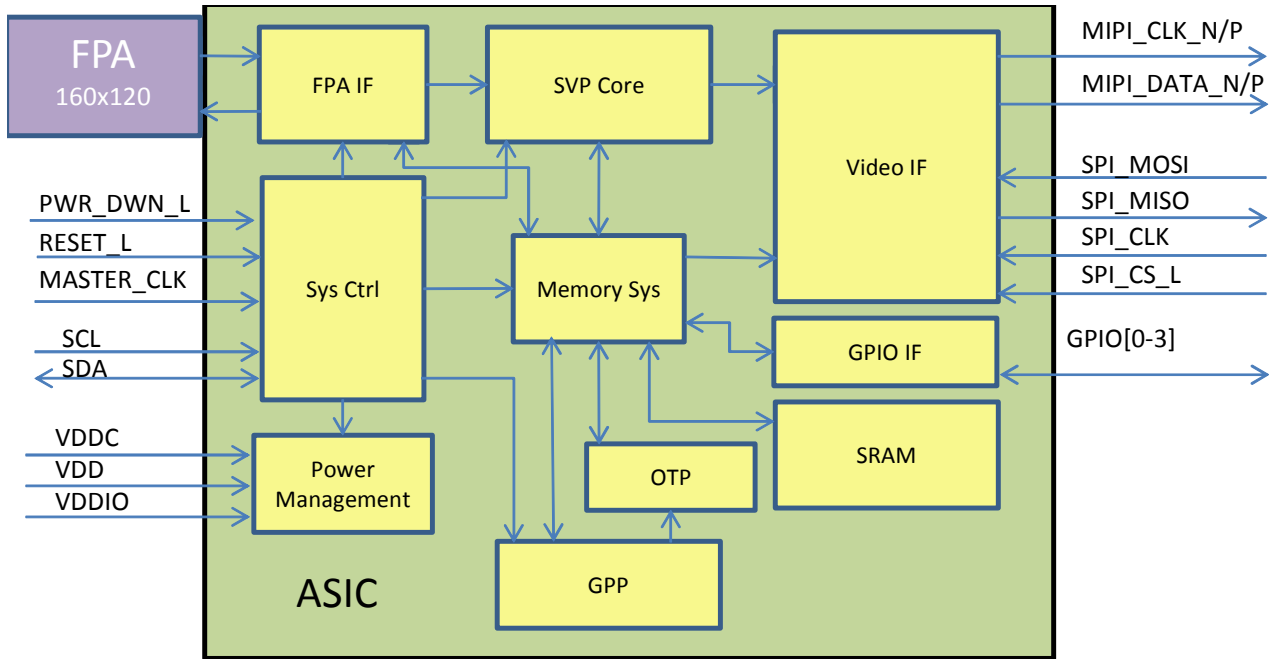 FPA
160x120
FPA IF
SVP Core
Video IF
MIPI_CLK_N/P
MIPI_DATA_N/P
SPI_MOSI
SPI_MISO
SPI_CLK
SPI_CS_L
GPIO[0-3]
PWR_DWN_L
RESET_L
MASTER_CLK
SCL
SDA
Sys Ctrl
Memory Sys
GPIO IF
VDDC
VDD
VDDIO
Power
Management
OTP
SRAM
GPP
ASIC